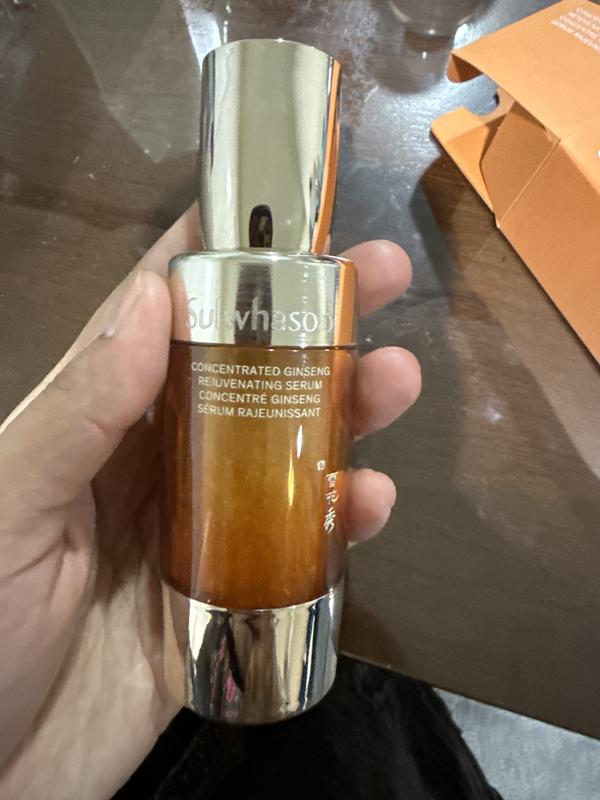 Sulwhasoo
CONCENTRATED GINSENG
REJUVENATING SERUM
CONCENTRÉ GINSENG
SÉRUM RAJEUNISSANT
雪花秀